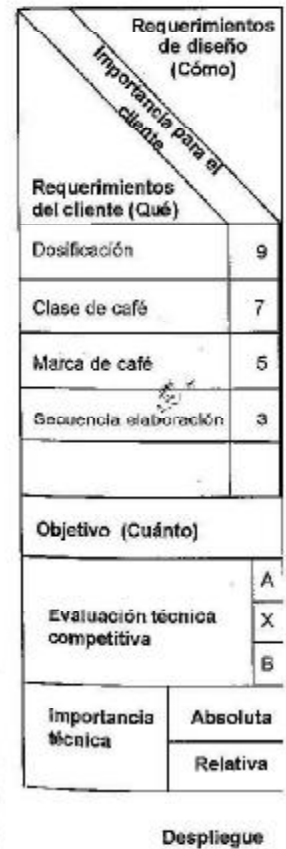 Requerimientos
de diseño
(Cómo)
Importancia para el
cliente
Requerimientos
del cliente (Qué)
Dosificación 9
Clase de café 7
Marca de café 5
Secuencia elaboración 3
Objetivo (Cuánto)
Evaluación técnica
competitiva
A
X
B
Importancia
técnica
Absoluta
Relativa
Despliegue